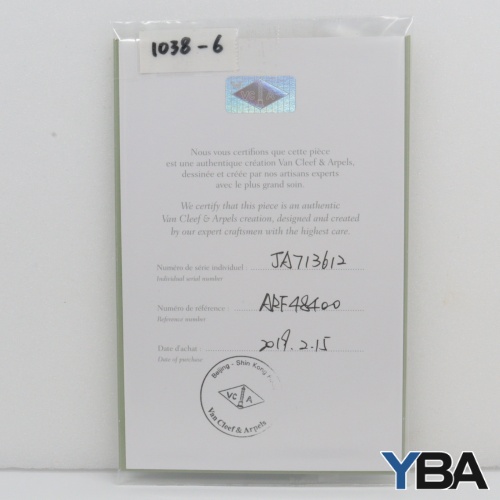 1038-6
Nous vous certifions que cette pièce
est une authentique création Van Cleef & Arpels,
dessinée et créée par nos artisans experts
avec le plus grand soin.
We certify that this piece is an authentic
Van Cleef & Arpels creation, designed and created
by our expert craftsmen with the highest care.
Numéro de série individuel : JA713612
Individual serial number
Numéro de référence : ARF48400
Reference number
Date d'achat : 2019.2.15
Date of purchase
Beijing - Shin Kong
VC A
Van Cleef & Arpels
YBA